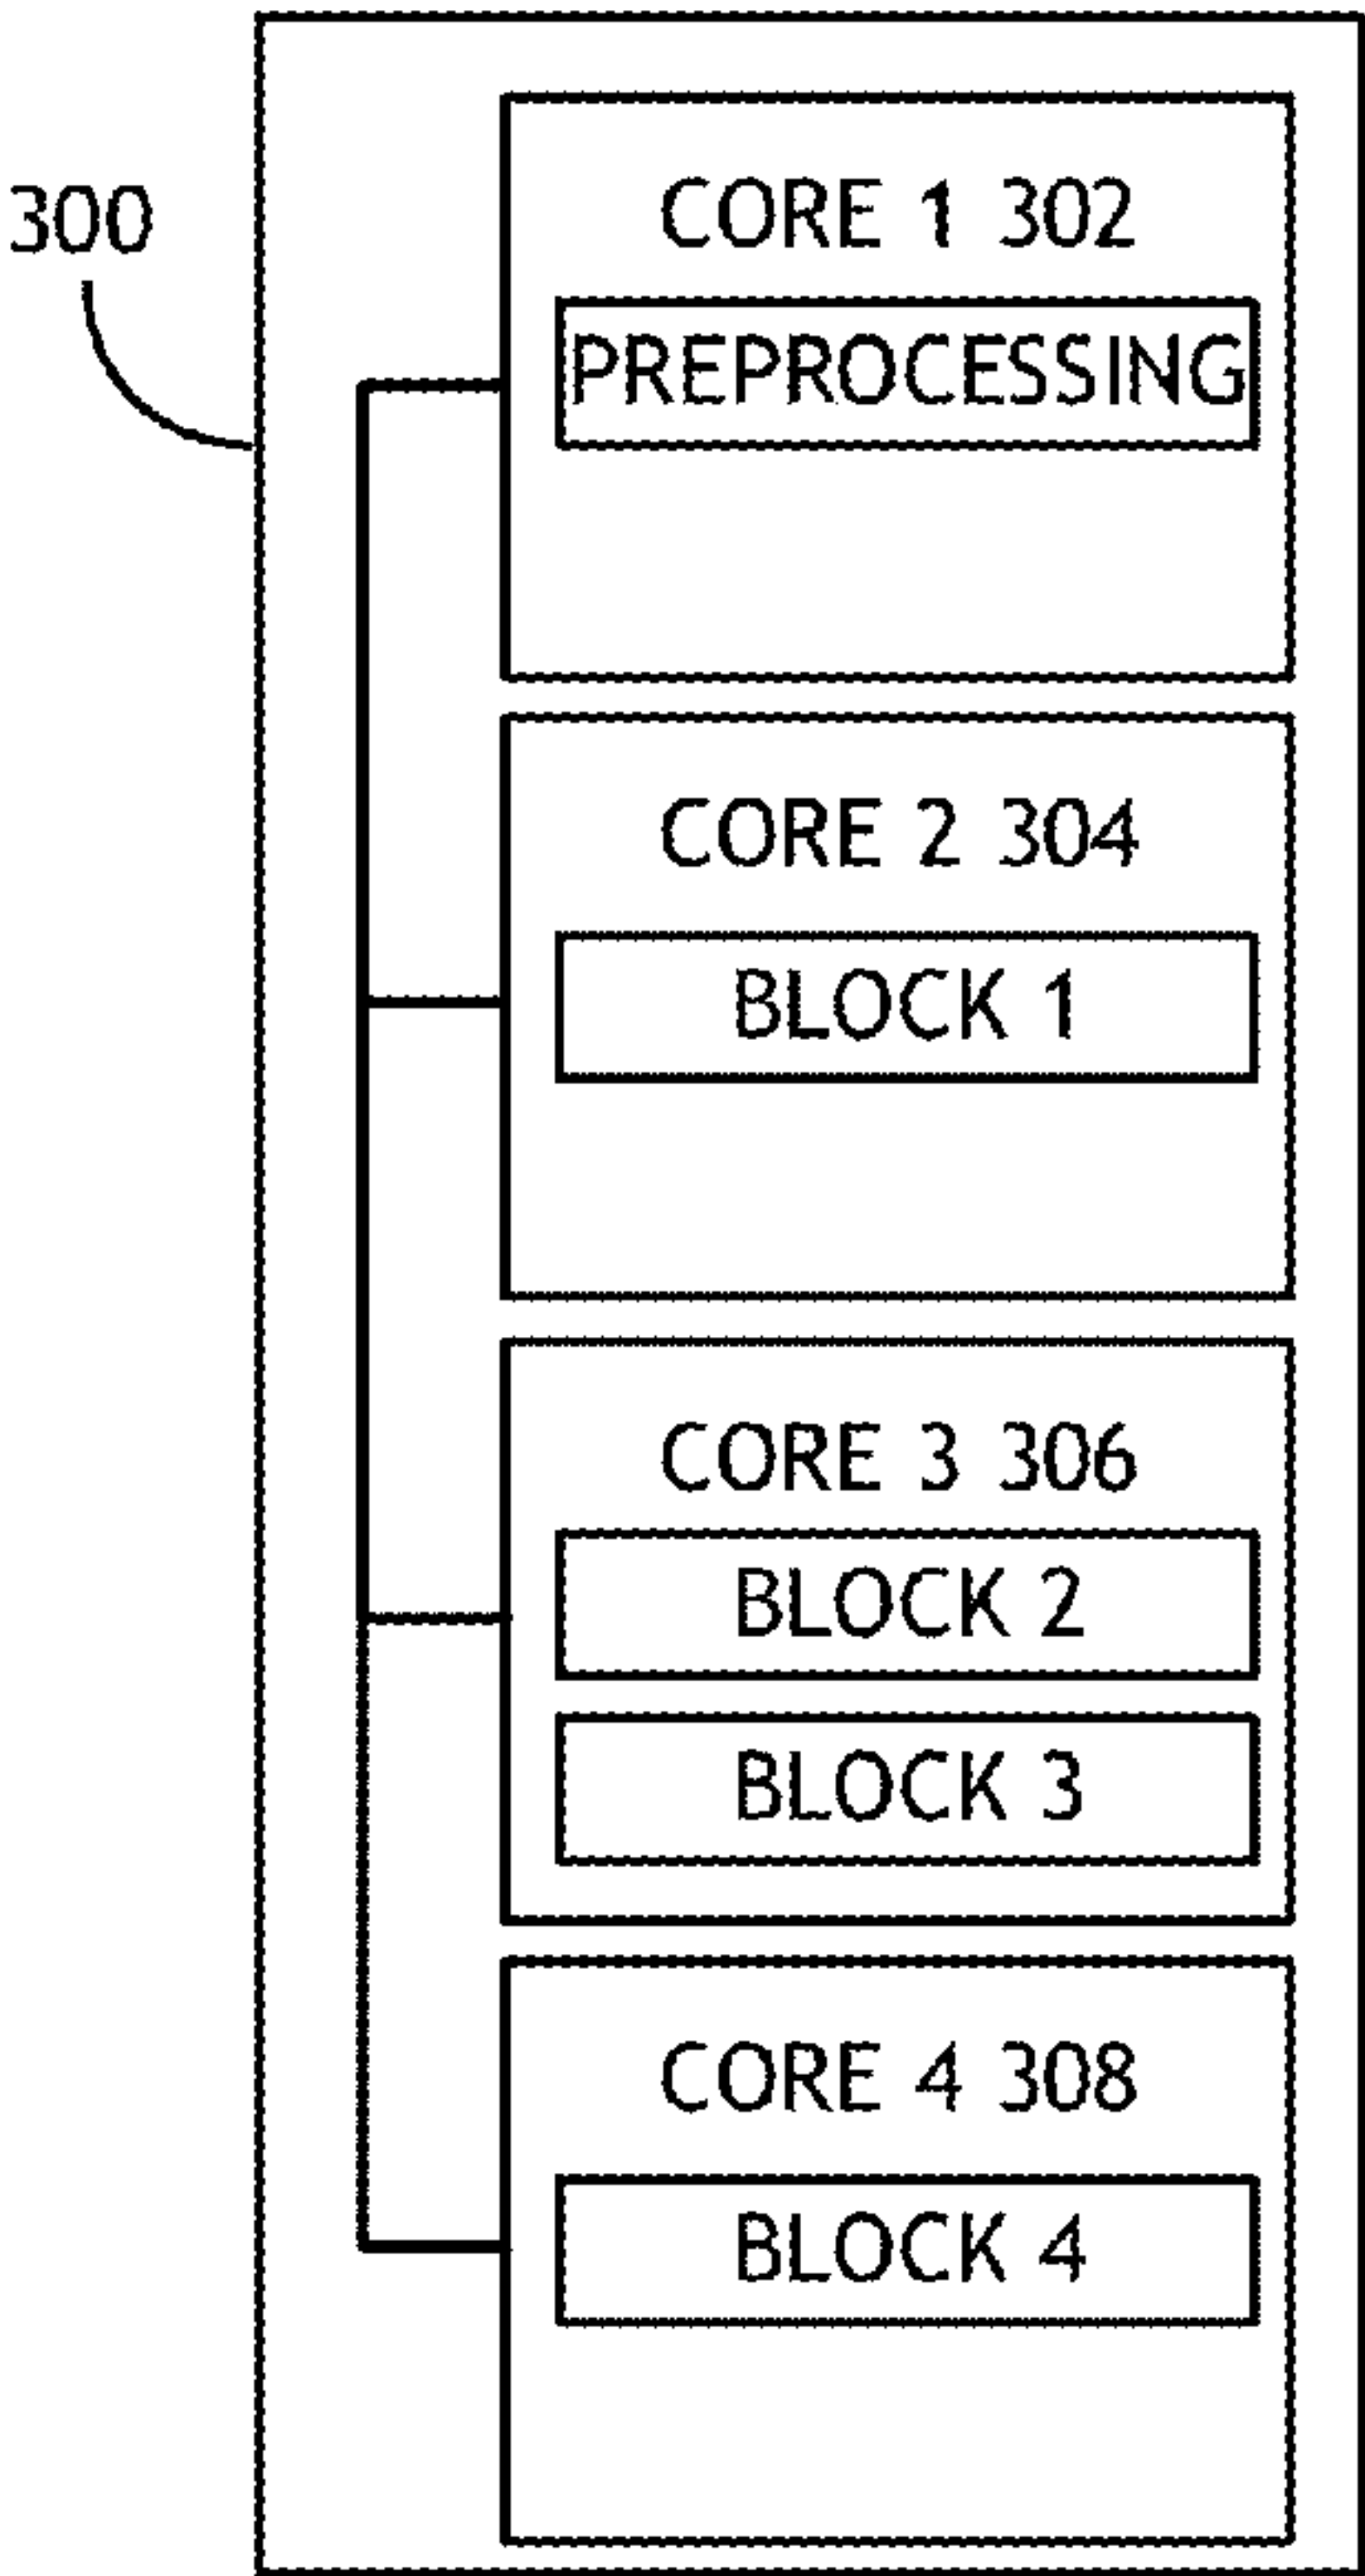 300
CORE 1 302
PREPROCESSING
CORE 2 304
BLOCK 1
CORE 3 306
BLOCK 2
BLOCK 3
CORE 4 308
BLOCK 4